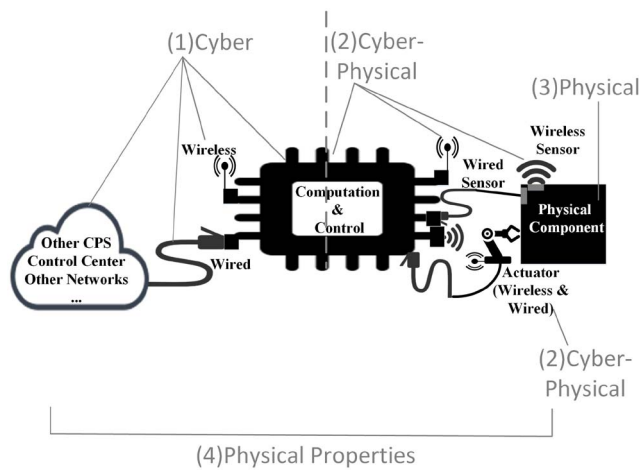 (1)Cyber
(2)Cyber-
Physical
(3)Physical
Wireless
Wireless
Sensor
Wired
Sensor
Computation
&
Control
Physical
Component
Other CPS
Control Center
Other Networks
...
Wired
Actuator
(Wireless &
Wired)
(2)Cyber-
Physical
(4)Physical Properties